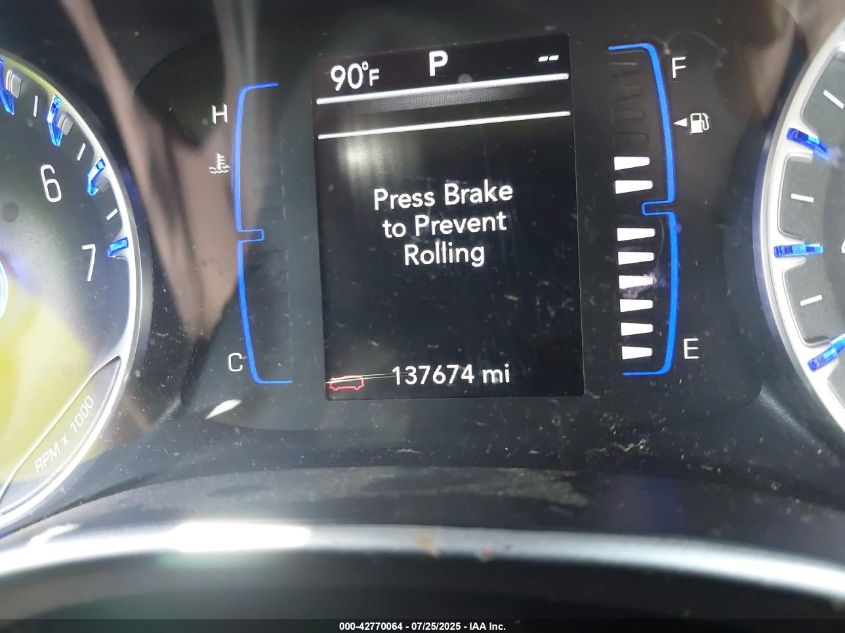 90°F P --
H F
6
7
Press Brake
to Prevent
Rolling
C E
137674 mi
RPM x 1000
000-42770064 - 07/25/2025 - IAA Inc.